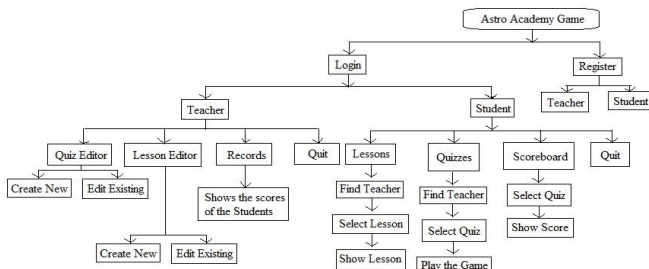 Astro Academy Game
Login
Register
Teacher
Student
Teacher
Student
Quiz Editor
Lesson Editor
Records
Quit
Lessons
Quizzes
Scoreboard
Quit
Create New
Edit Existing
Shows the scores
of the Students
Find Teacher
Find Teacher
Select Quiz
Select Lesson
Select Quiz
Show Score
Create New
Edit Existing
Show Lesson
Play the Game